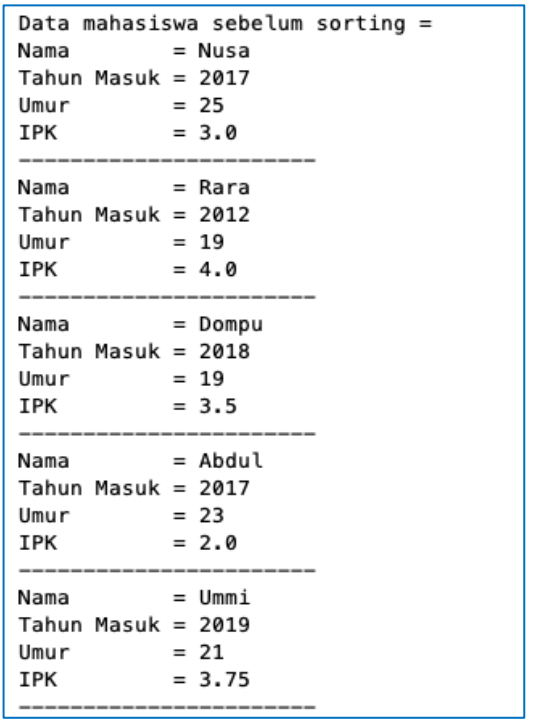 Data mahasiswa sebelum sorting =
Nama         = Nusa
Tahun Masuk = 2017
Umur         = 25
IPK          = 3.0
------------------------
Nama         = Rara
Tahun Masuk = 2012
Umur         = 19
IPK          = 4.0
------------------------
Nama         = Dompu
Tahun Masuk = 2018
Umur         = 19
IPK          = 3.5
------------------------
Nama         = Abdul
Tahun Masuk = 2017
Umur         = 23
IPK          = 2.0
------------------------
Nama         = Ummi
Tahun Masuk = 2019
Umur         = 21
IPK          = 3.75
------------------------